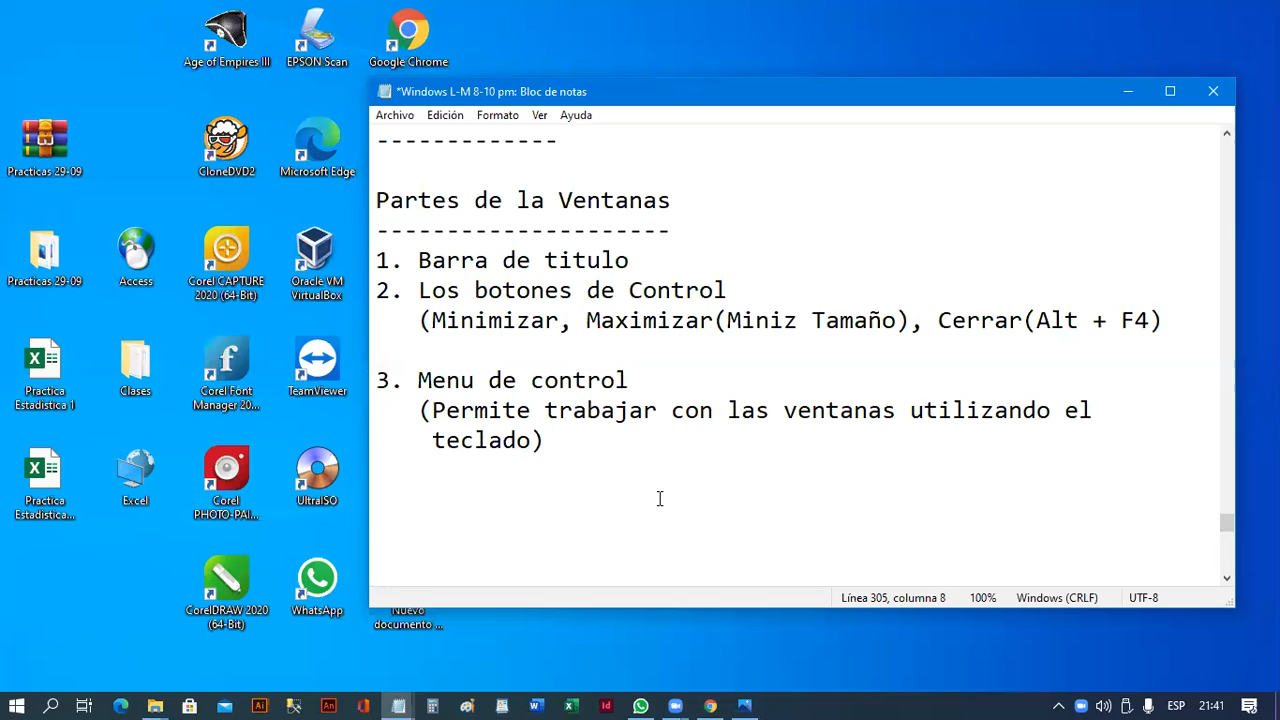 Age of Empires III
EPSON Scan
Google Chrome
Practicas 29-09
CloneDVD2
Microsoft Edge
Practicas 29-09
Access
Corel CAPTURE
2020 (64-Bit)
Oracle VM
VirtualBox
Practica
Estadistica 1
Clases
Corel Font
Manager 20...
TeamViewer
Practica
Estadistica...
Excel
Corel
PHOTO-PAI...
UltraISO
CorelDRAW 2020
(64-Bit)
WhatsApp
Nuevo
documento ...
*Windows L-M 8-10 pm: Bloc de notas
Archivo Edición Formato Ver Ayuda
-------------
Partes de la Ventanas
---------------------
1. Barra de titulo
2. Los botones de Control
(Minimizar, Maximizar(Miniz Tamaño), Cerrar(Alt + F4)
3. Menu de control
(Permite trabajar con las ventanas utilizando el
teclado)
Línea 305, columna 8 100% Windows (CRLF) UTF-8
ESP 21:41